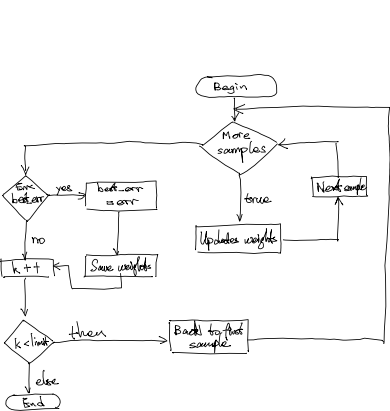 Begin
More
samples
Err<
best_err
yes
best_err
= err
true
Next sample
no
Updates weights
k++
Save weights
k < limit
then
Back to first
sample
else
End